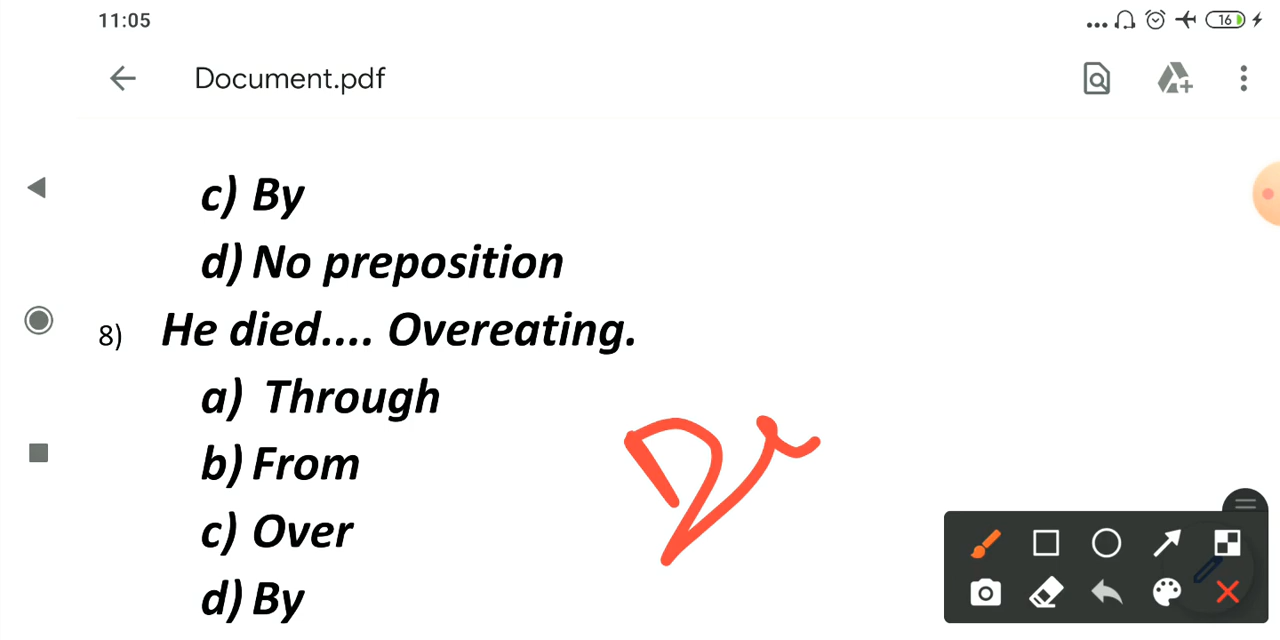 11:05
16
Document.pdf
c) By
d) No preposition
8) He died.... Overeating.
a) Through
b) From
c) Over
d) By